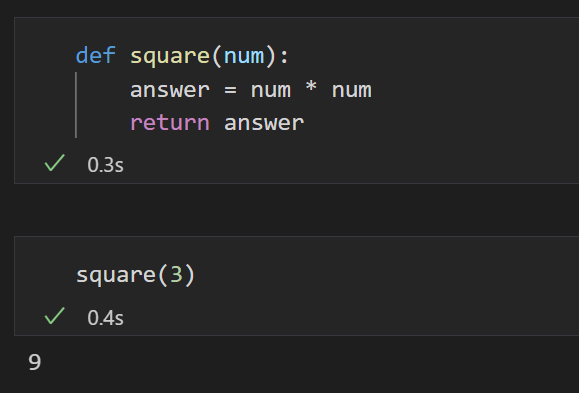 def square(num):
    answer = num * num
    return answer
0.3s
square(3)
0.4s
9